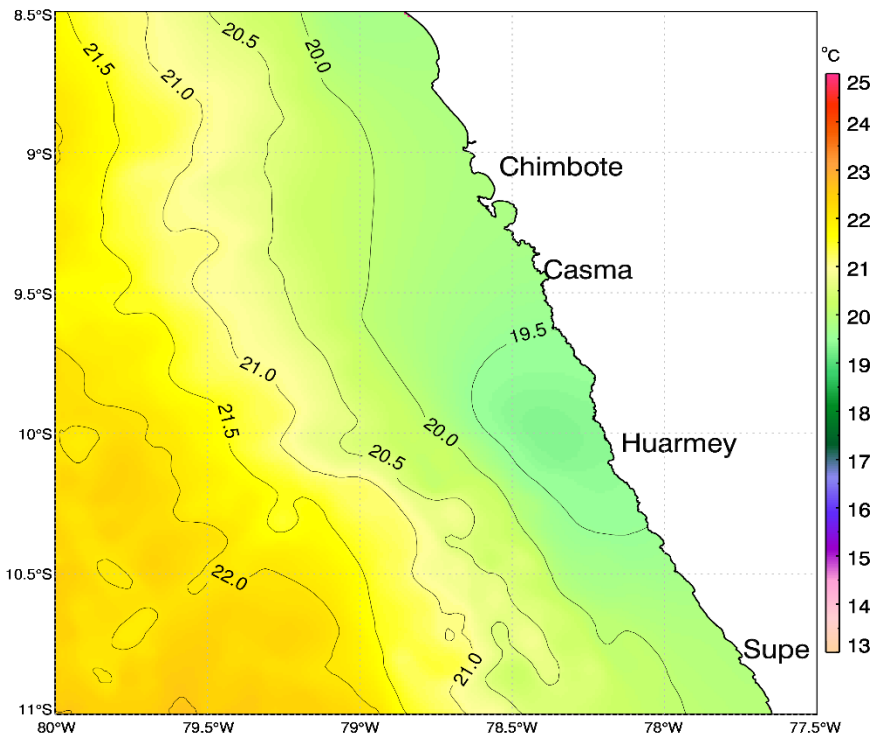 8.5°S
9°S
9.5°S
10°S
10.5°S
11°S
80°W
79.5°W
79°W
78.5°W
78°W
77.5°W
21.5
21.0
20.5
20.0
19.5
21.0
21.5
20.0
20.5
22.0
21.0
Chimbote
Casma
Huarmey
Supe
°C
25
24
23
22
21
20
19
18
17
16
15
14
13